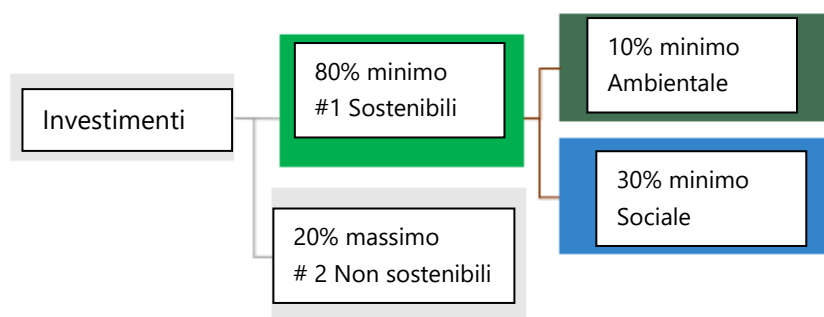 Investimenti
80% minimo
#1 Sostenibili
20% massimo
# 2 Non sostenibili
10% minimo
Ambientale
30% minimo
Sociale